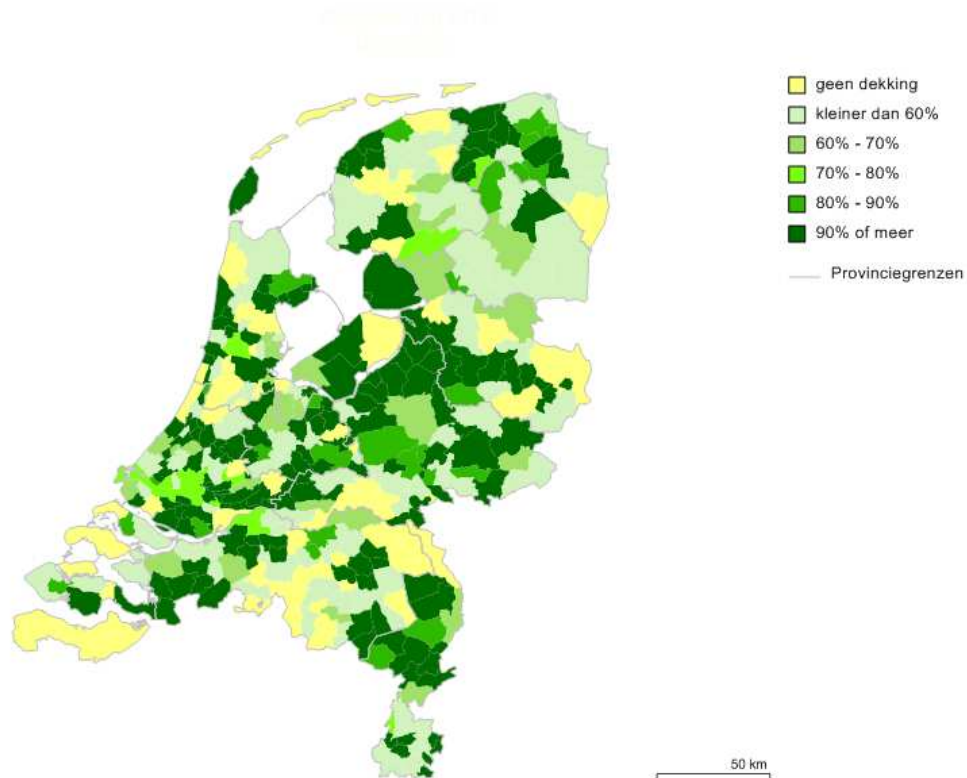 geen dekking
kleiner dan 60%
60% - 70%
70% - 80%
80% - 90%
90% of meer
Provinciegrenzen
50 km